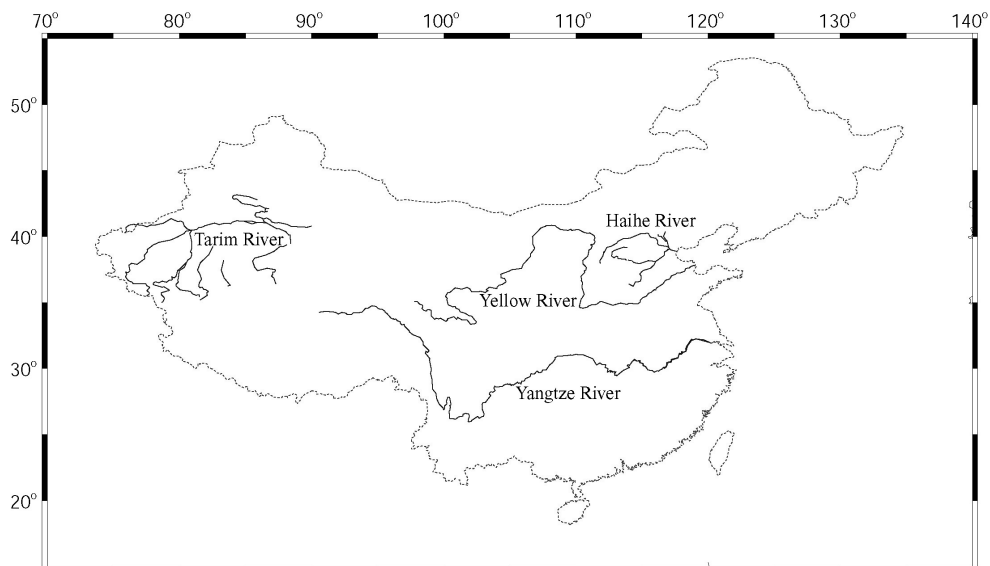 70° 80° 90° 100° 110° 120° 130° 140°
50°
Haihe River
40°
Tarim River
Yellow River
30°
Yangtze River
20°